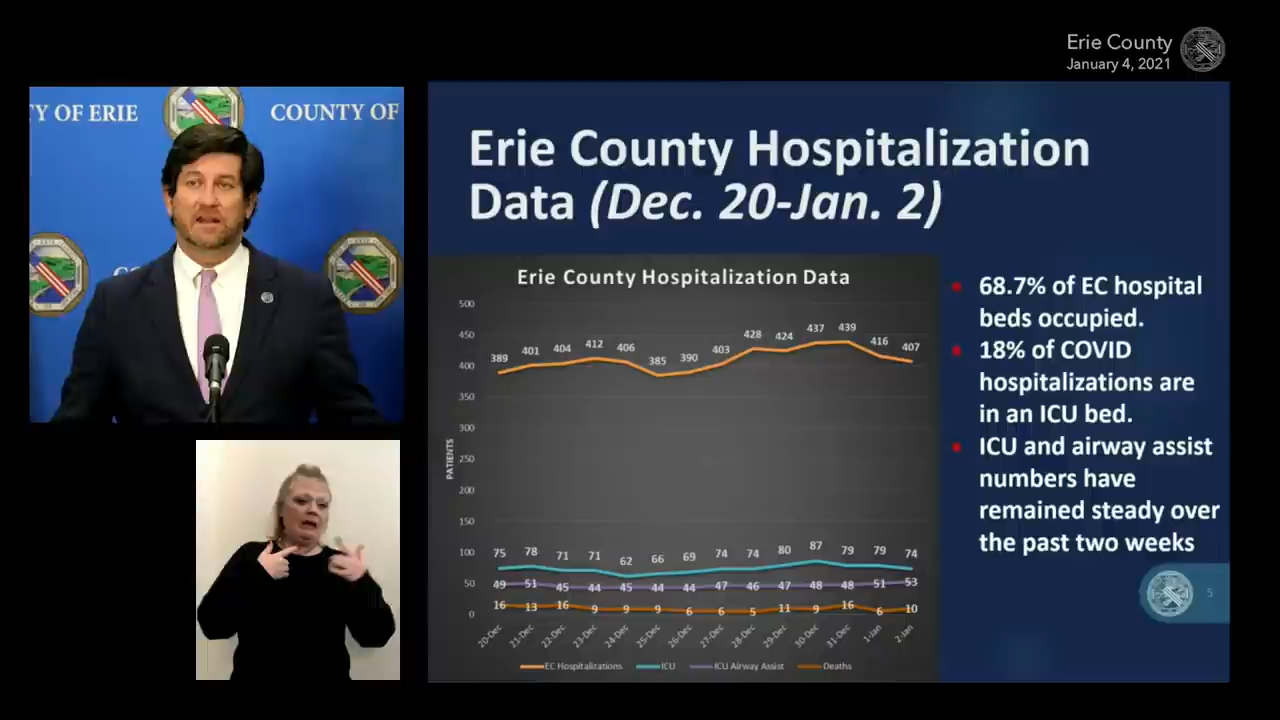 Erie County
January 4, 2021
TY OF ERIE
COUNTY OF
Erie County Hospitalization
Data (Dec. 20-Jan. 2)
Erie County Hospitalization Data
500
450
400
350
300
250
200
150
100
50
0
PATIENTS
389 401 404 412 406 385 390 403 428 424 437 439 416 407
75 78 71 71 62 66 69 74 74 80 87 79 79 74
49 51 45 44 45 44 44 47 46 47 48 48 51 53
16 13 16 9 9 9 6 6 5 11 9 16 6 10
20-Dec 21-Dec 22-Dec 23-Dec 24-Dec 25-Dec 26-Dec 27-Dec 28-Dec 29-Dec 30-Dec 31-Dec 1-Jan 2-Jan
EC Hospitalizations ICU ICU Airway Assist Deaths
• 68.7% of EC hospital
beds occupied.
• 18% of COVID
hospitalizations are
in an ICU bed.
• ICU and airway assist
numbers have
remained steady over
the past two weeks
5